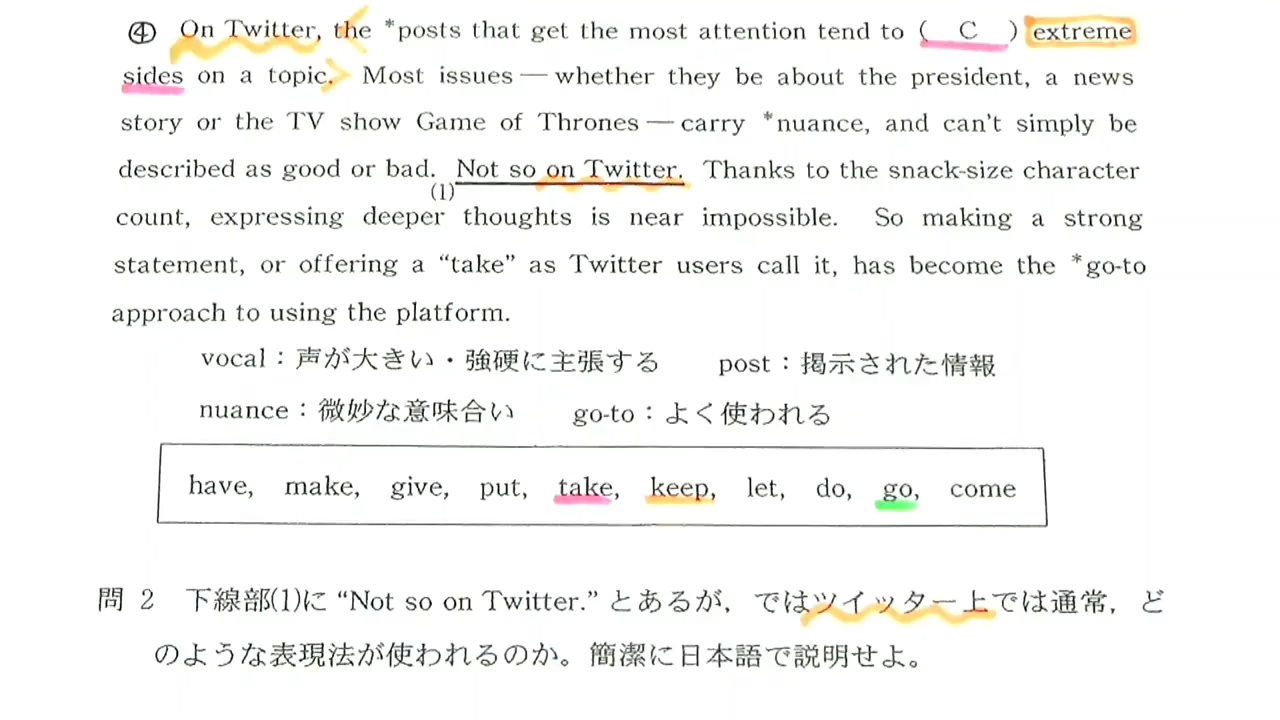 ④ On Twitter, the *posts that get the most attention tend to ( C ) extreme
sides on a topic. Most issues — whether they be about the president, a news
story or the TV show Game of Thrones — carry *nuance, and can't simply be
described as good or bad. Not so on Twitter. Thanks to the snack-size character
(1)
count, expressing deeper thoughts is near impossible. So making a strong
statement, or offering a “take” as Twitter users call it, has become the *go-to
approach to using the platform.
vocal：声が大きい・強硬に主張する post：掲示された情報
nuance：微妙な意味合い go-to：よく使われる
have, make, give, put, take, keep, let, do, go, come
問 2 下線部(1)に “Not so on Twitter.” とあるが，ではツイッター上では通常，ど
のような表現法が使われるのか。簡潔に日本語で説明せよ。